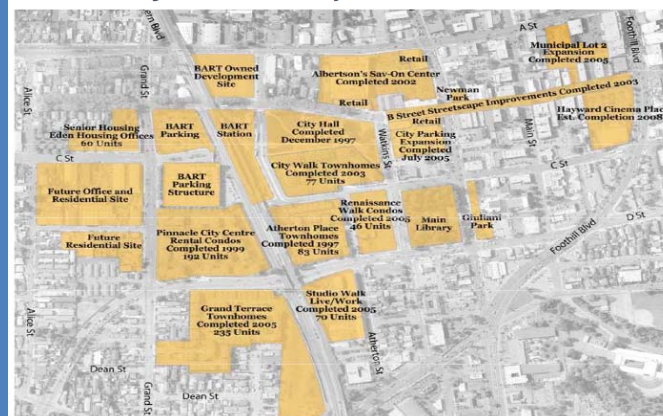 A St
Foothill Blvd
ern Blvd
Municipal Lot 2
Expansion
Completed 2005
Retail
BART Owned
Development
Site
Albertson's Sav-On Center
Completed 2002
Grand St
Alice St
Newman
Park
B Street Streetscape Improvements Completed 2003
Retail
Retail
Hayward Cinema Plac
Est. Completion 2008
Senior Housing
Eden Housing Offices
60 Units
BART
Parking
BART
Station
City Hall
Completed
December 1997
Watkins St
City Parking
Expansion
Completed
July 2005
Main St
C St
C St
City Walk Townhomes
Completed 2003
77 Units
BART
Parking
Structure
Future Office and
Residential Site
Renaissance
Walk Condos
Completed 2005
46 Units
Main
Library
Giuliani
Park
D St
Foothill Blvd
Future
Residential Site
Pinnacle City Centre
Rental Condos
Completed 1999
192 Units
Atherton Place
Townhomes
Completed 1997
83 Units
Studio Walk
Live/Work
Completed 2005
70 Units
Grand Terrace
Townhomes
Completed 2005
235 Units
Alice St
Atherton St
Dean St
Dean St
Grand St